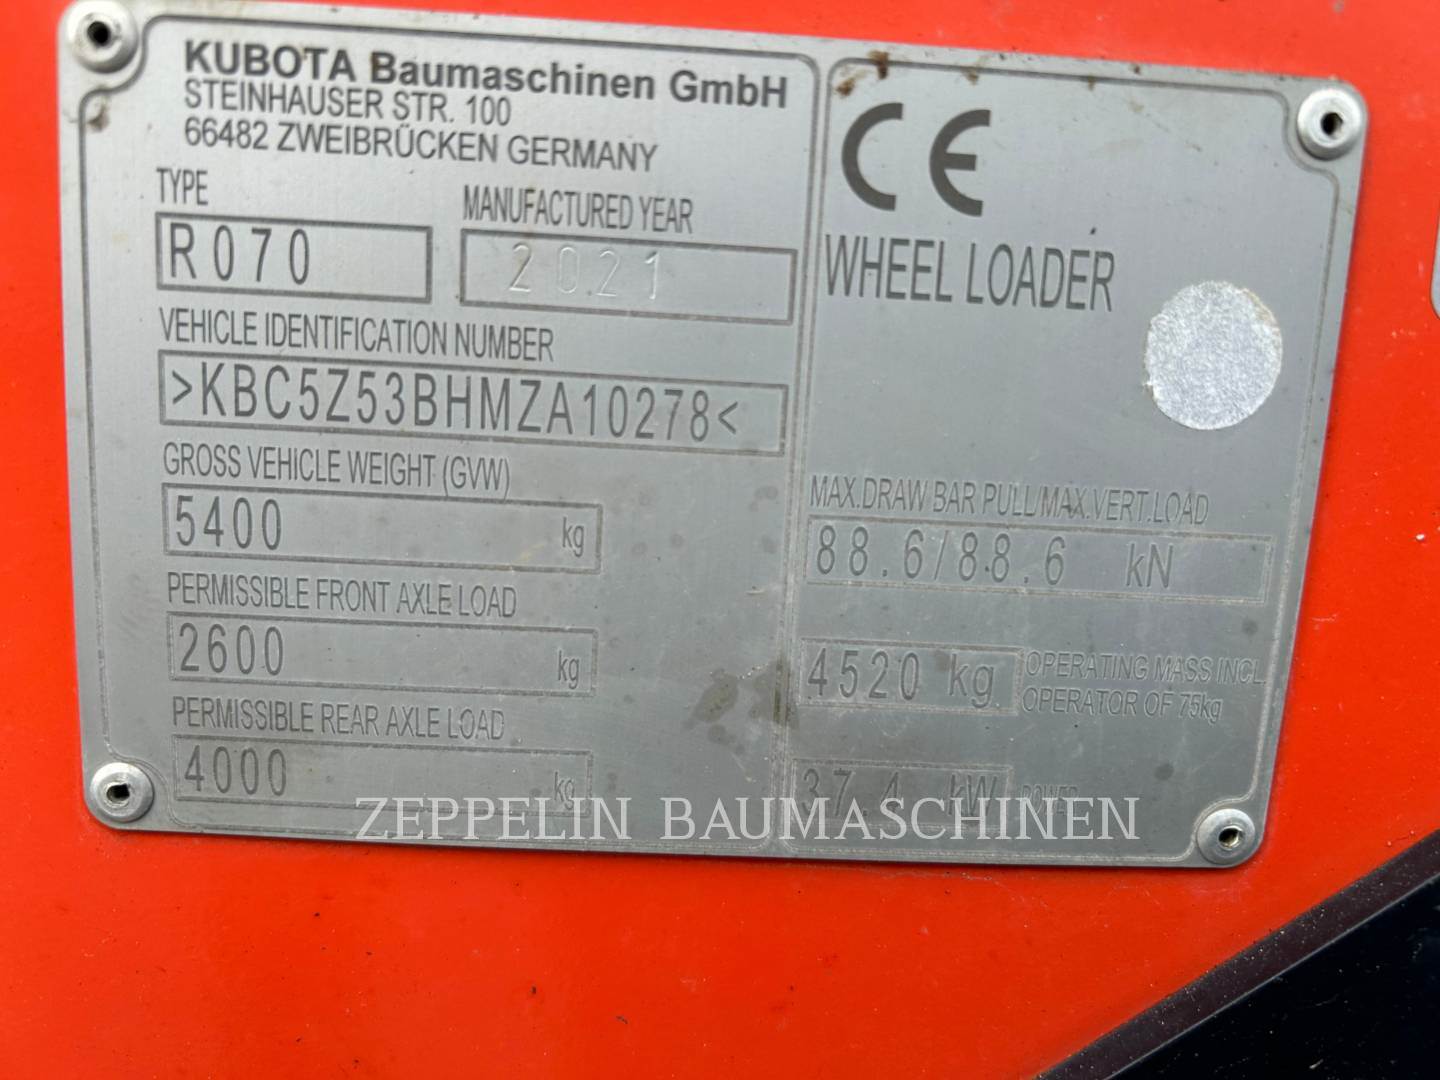 KUBOTA Baumaschinen GmbH
STEINHAUSER STR. 100
66482 ZWEIBRÜCKEN GERMANY
TYPE
R070
MANUFACTURED YEAR
2021
VEHICLE IDENTIFICATION NUMBER
>KBC5Z53BHMZA10278<
GROSS VEHICLE WEIGHT (GVW)
5400 kg
PERMISSIBLE FRONT AXLE LOAD
2600 kg
PERMISSIBLE REAR AXLE LOAD
4000 kg
CE
WHEEL LOADER
MAX.DRAW BAR PULL/MAX.VERT.LOAD
88.6/88.6 kN
4520 kg OPERATING MASS INCL.
OPERATOR OF 75kg
37.4 kW POWER
ZEPPELIN BAUMASCHINEN